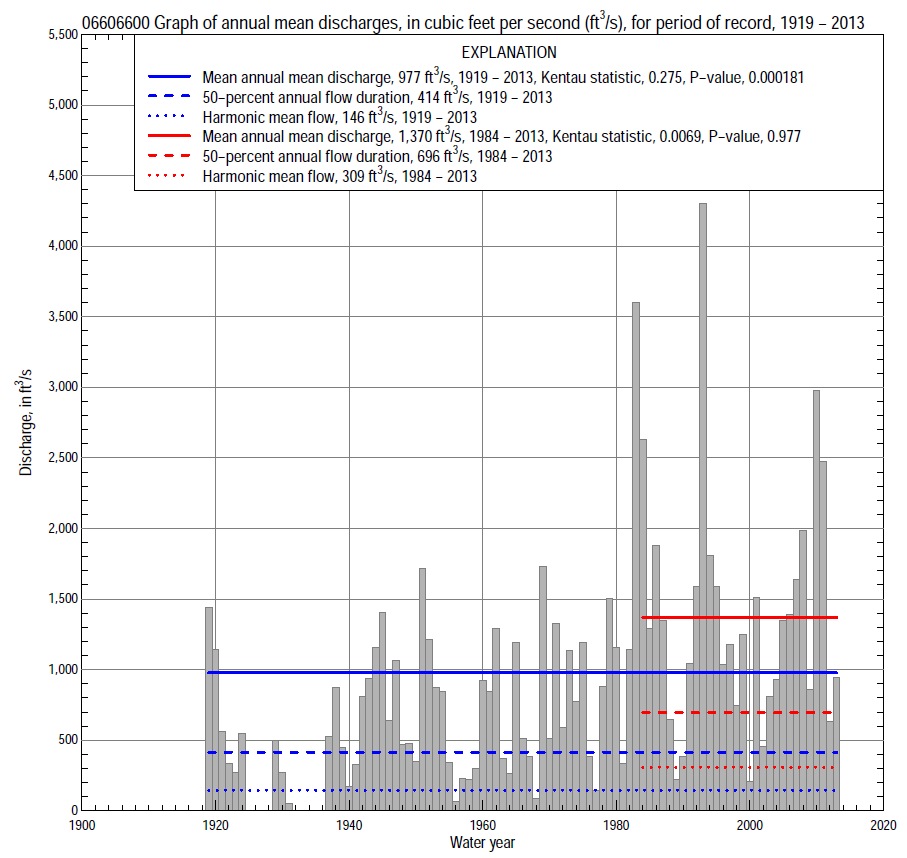 06606600 Graph of annual mean discharges, in cubic feet per second (ft³/s), for period of record, 1919 – 2013
EXPLANATION
Mean annual mean discharge, 977 ft³/s, 1919 – 2013, Kentau statistic, 0.275, P–value, 0.000181
50–percent annual flow duration, 414 ft³/s, 1919 – 2013
Harmonic mean flow, 146 ft³/s, 1919 – 2013
Mean annual mean discharge, 1,370 ft³/s, 1984 – 2013, Kentau statistic, 0.0069, P–value, 0.977
50–percent annual flow duration, 696 ft³/s, 1984 – 2013
Harmonic mean flow, 309 ft³/s, 1984 – 2013
5,500
5,000
4,500
4,000
3,500
3,000
2,500
2,000
1,500
1,000
500
0
Discharge, in ft³/s
1900 1920 1940 1960 1980 2000 2020
Water year